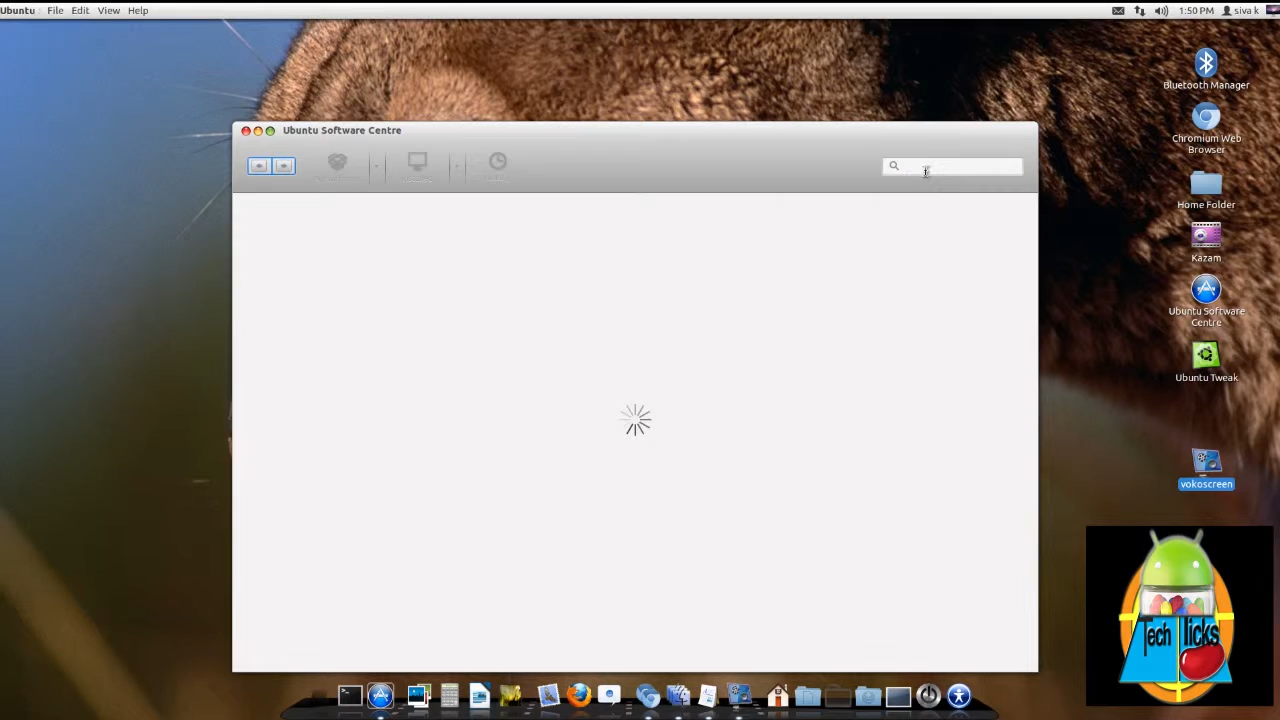 Ubuntu File Edit View Help
1:50 PM siva k
Ubuntu Software Centre
Bluetooth Manager
Chromium Web
Browser
Home Folder
Kazam
Ubuntu Software
Centre
Ubuntu Tweak
vokoscreen
Tech Ticks